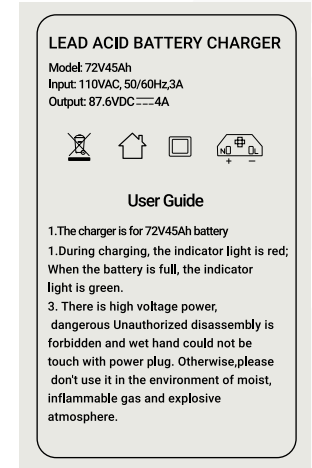 LEAD ACID BATTERY CHARGER
Model: 72V45Ah
Input: 110VAC, 50/60Hz,3A
Output: 87.6VDC⎓4A
N L
+ −
User Guide
1.The charger is for 72V45Ah battery
1.During charging, the indicator light is red;
When the battery is full, the indicator
light is green.
3. There is high voltage power,
dangerous Unauthorized disassembly is
forbidden and wet hand could not be
touch with power plug. Otherwise,please
don't use it in the environment of moist,
inflammable gas and explosive
atmosphere.